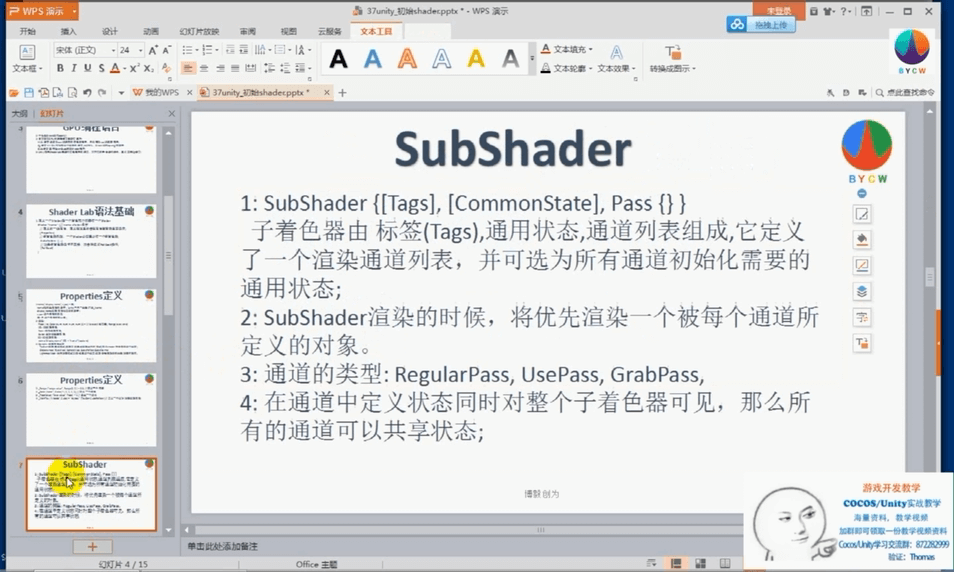 WPS 演示
37unity_初始shader.pptx * - WPS 演示
未登录
拖拽上传
开始
插入
设计
动画
幻灯片放映
审阅
视图
云服务
文本工具
宋体 (正文)
24
文本框
B I U S A X² X₂
A A A A A A
文本填充
文本轮廓
文本效果
转换成图示
BYCW
我的WPS
37unity_初始shader.pptx *
点此查找命令
大纲
幻灯片
3
GPU编程语言
4
Shader Lab语法基础
5
Properties定义
6
Properties定义
7
SubShader
SubShader
BYCW
1: SubShader {[Tags], [CommonState], Pass {} }
子着色器由 标签(Tags),通用状态,通道列表组成,它定义
了一个渲染通道列表，并可选为所有通道初始化需要的
通用状态;
2: SubShader渲染的时候，将优先渲染一个被每个通道所
定义的对象。
3: 通道的类型: RegularPass, UsePass, GrabPass,
4: 在通道中定义状态同时对整个子着色器可见，那么所
有的通道可以共享状态;
博毅创为
单击此处添加备注
幻灯片 4 / 15
Office 主题
游戏开发教学
COCOS/Unity实战教学
海量资料，教学视频
加群即可领取一份教学视频资料
Cocos/Unity学习交流群: 872282999
验证: Thomas